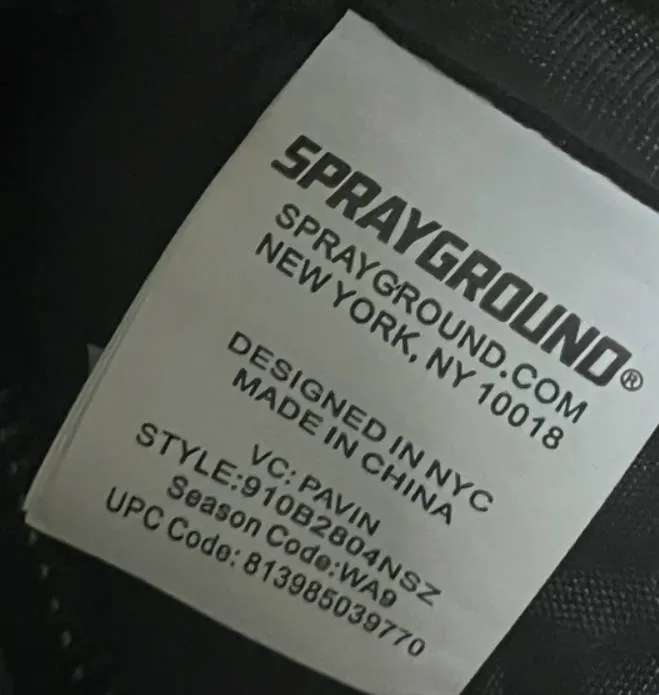 SPRAYGROUND®
SPRAYGROUND.COM
NEW YORK, NY 10018
DESIGNED IN NYC
MADE IN CHINA
VC: PAVIN
STYLE:910B2804NSZ
Season Code:WA9
UPC Code: 813985039770